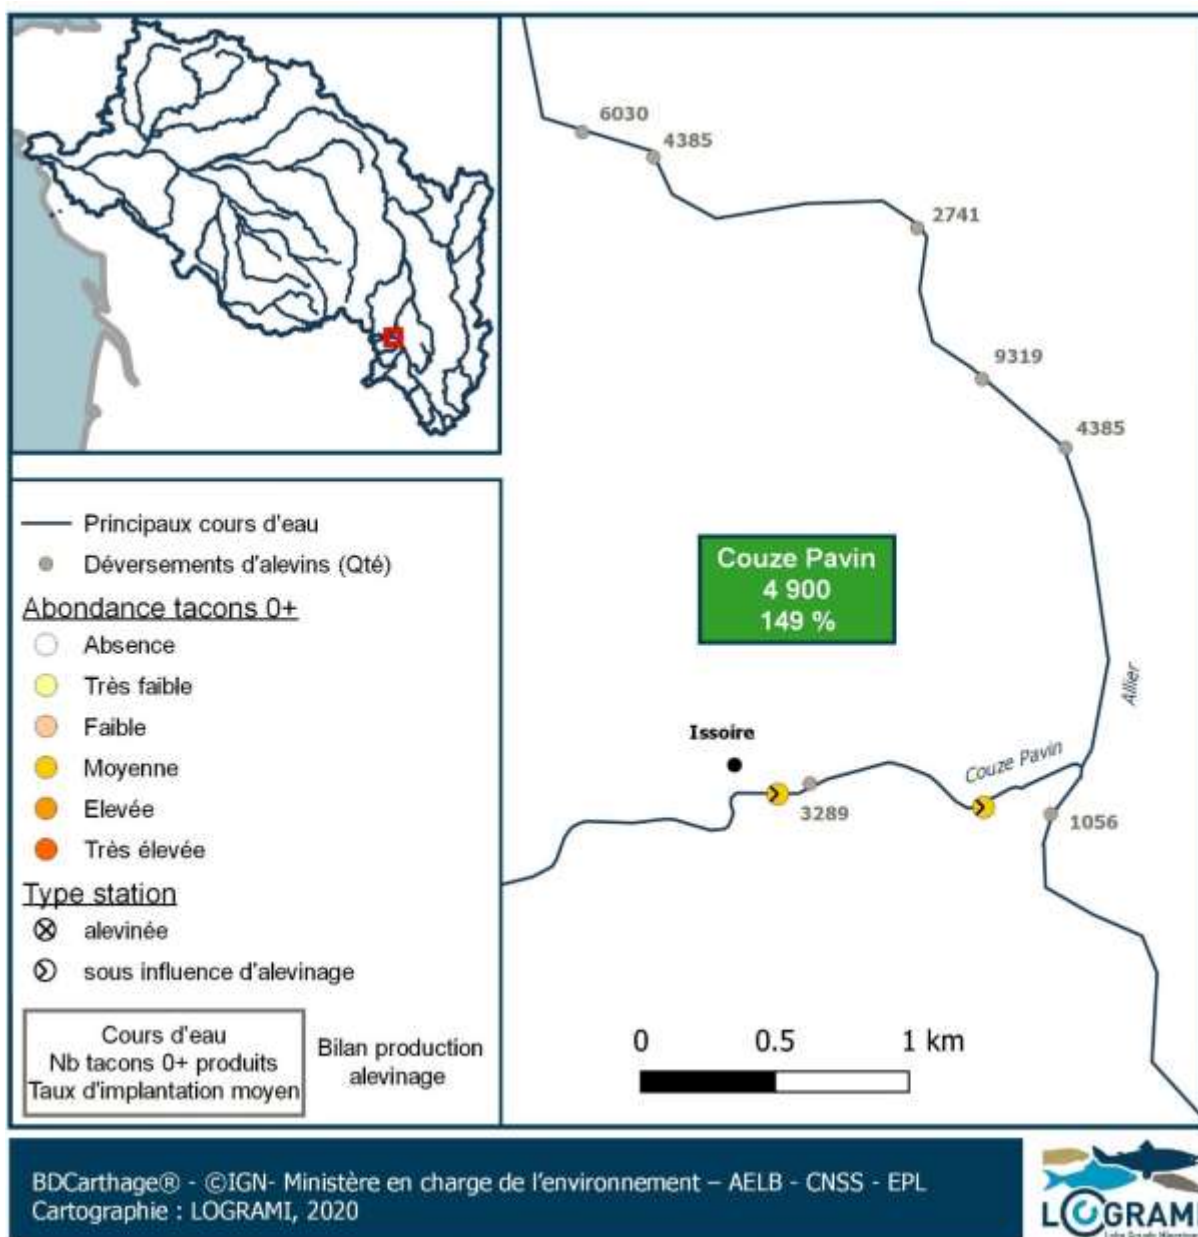 6030
4385
2741
9319
4385
Couze Pavin
4 900
149 %
Allier
Issoire
Couze Pavin
3289
1056
0 0.5 1 km
Principaux cours d'eau
Déversements d'alevins (Qté)
Abondance tacons 0+
Absence
Très faible
Faible
Moyenne
Elevée
Très élevée
Type station
alevinée
sous influence d'alevinage
Cours d'eau
Nb tacons 0+ produits
Taux d'implantation moyen
Bilan production
alevinage
BDCarthage® - ©IGN- Ministère en charge de l'environnement – AELB - CNSS - EPL
Cartographie : LOGRAMI, 2020
LOGRAMI